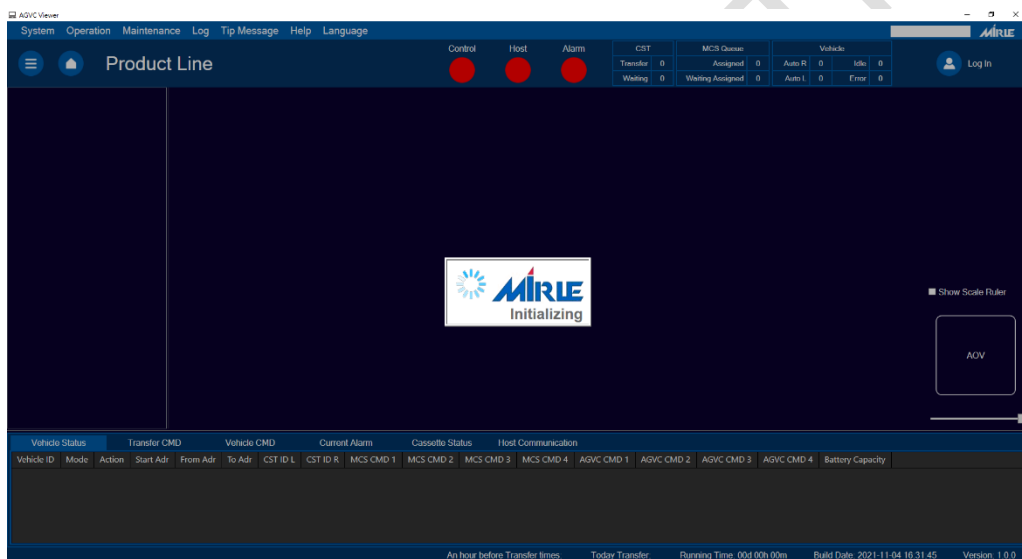 AGVC Viewer
System Operation Maintenance Log Tip Message Help Language
MIRLE
Product Line
Control Host Alarm
CST MCS Queue Vehicle
Transfer 0 Assigned 0 Auto R 0 Idle 0
Waiting 0 Waiting Assigned 0 Auto L 0 Error 0
Log In
MIRLE
Initializing
Show Scale Ruler
AOV
Vehicle Status Transfer CMD Vehicle CMD Current Alarm Cassette Status Host Communication
Vehicle ID Mode Action Start Adr From Adr To Adr CST ID L CST ID R MCS CMD 1 MCS CMD 2 MCS CMD 3 MCS CMD 4 AGVC CMD 1 AGVC CMD 2 AGVC CMD 3 AGVC CMD 4 Battery Capacity
An hour before Transfer times: Today Transfer: Running Time: 00d 00h 00m Build Date: 2021-11-04 16:31:45 Version: 1.0.0